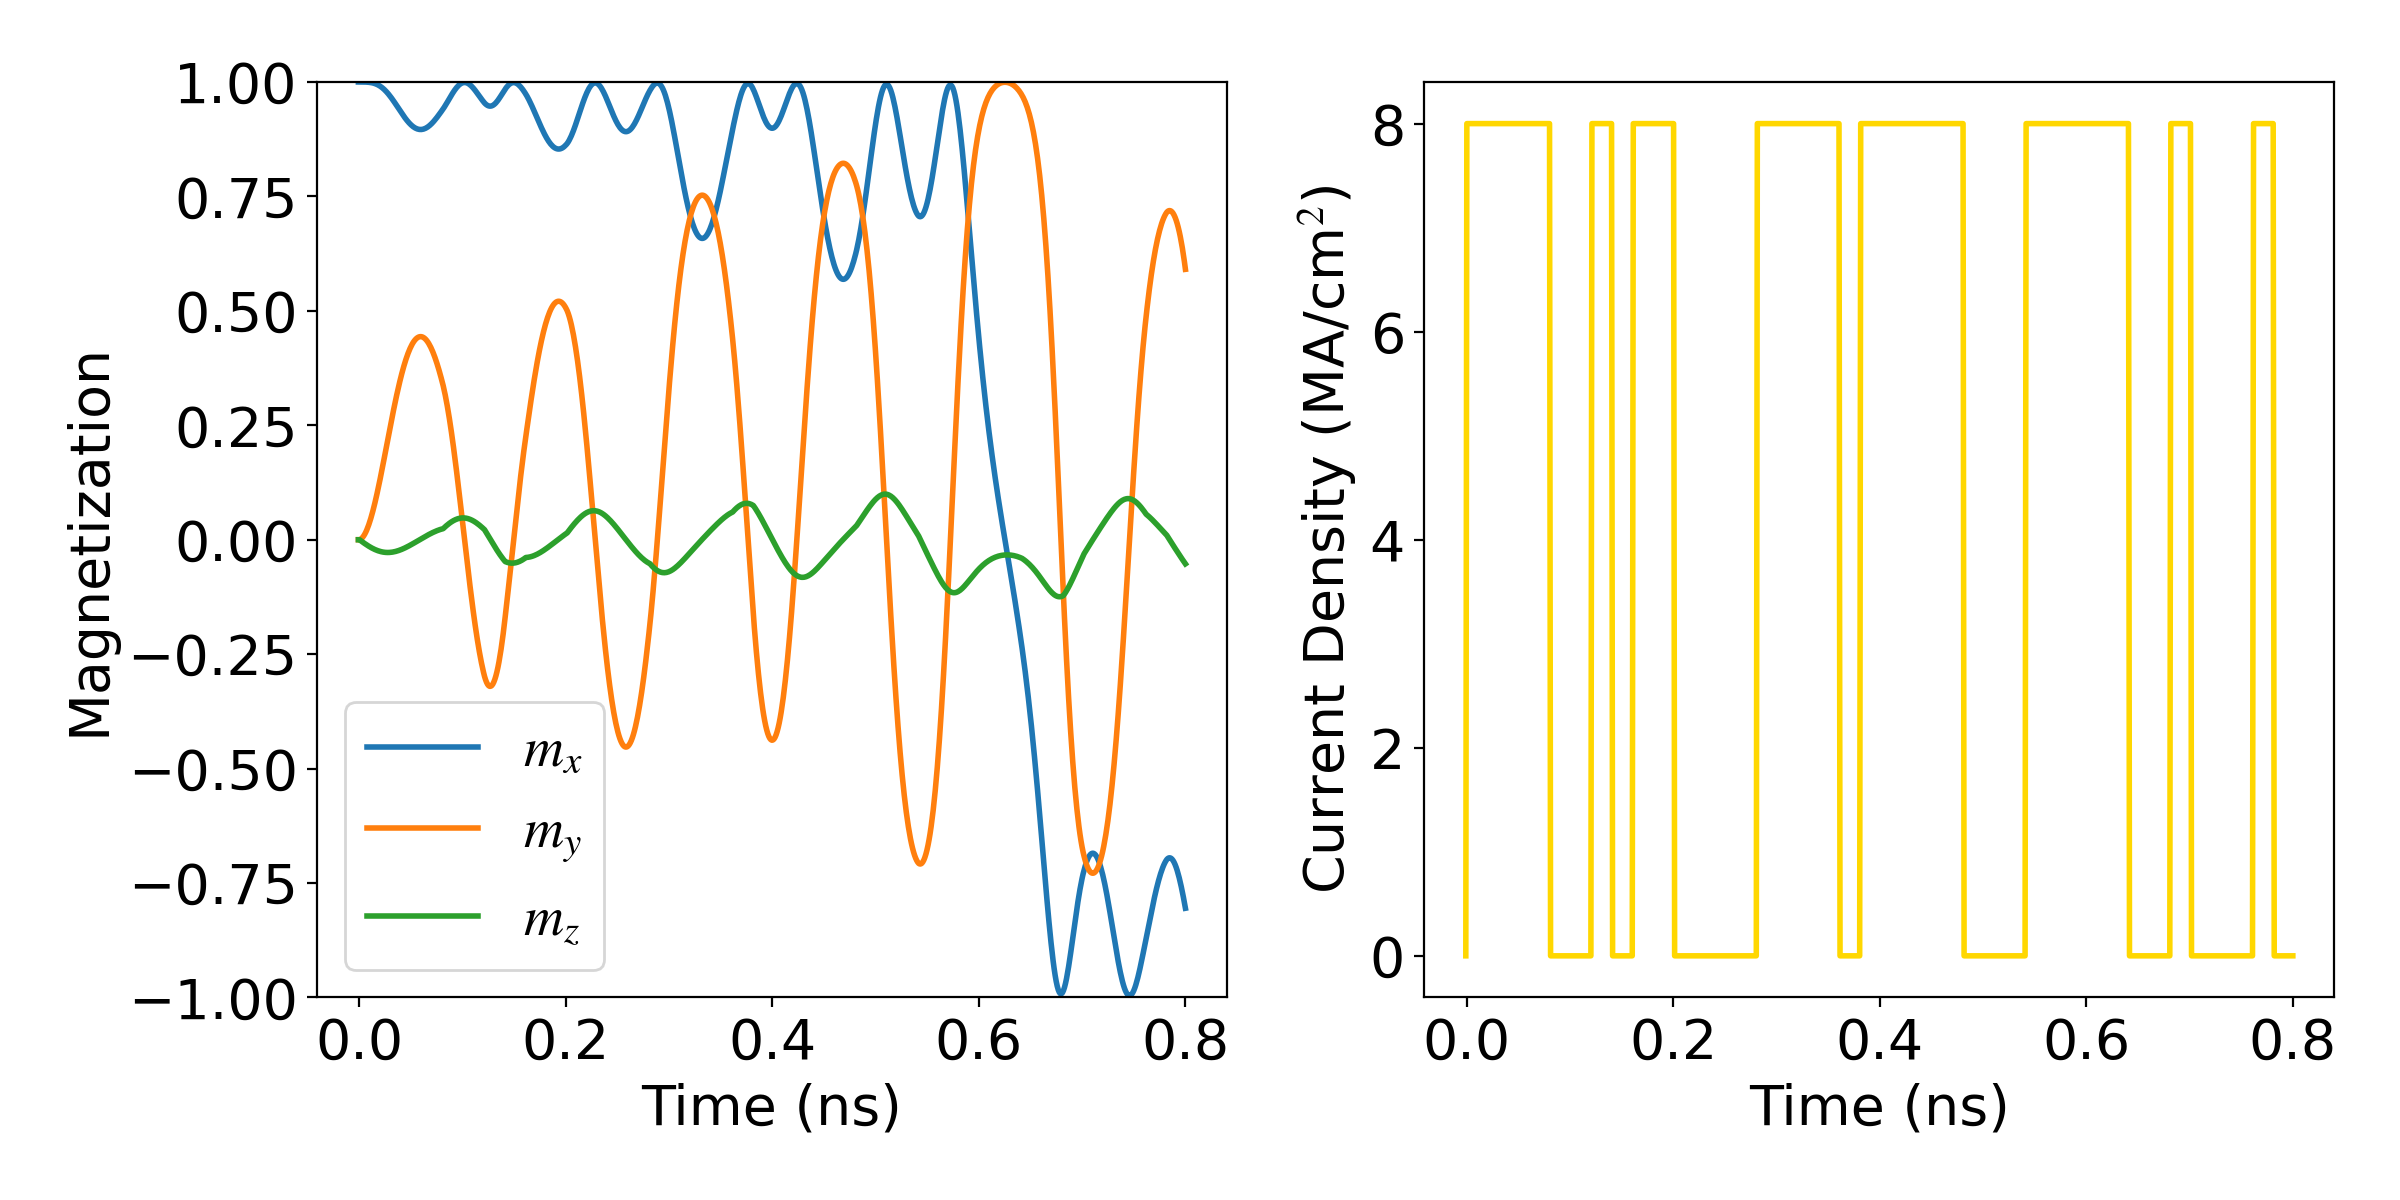 Magnetization
1.00
0.75
0.50
0.25
0.00
−0.25
−0.50
−0.75
−1.00
m_x
m_y
m_z
0.0 0.2 0.4 0.6 0.8
Time (ns)
Current Density (MA/cm²)
8
6
4
2
0
0.0 0.2 0.4 0.6 0.8
Time (ns)